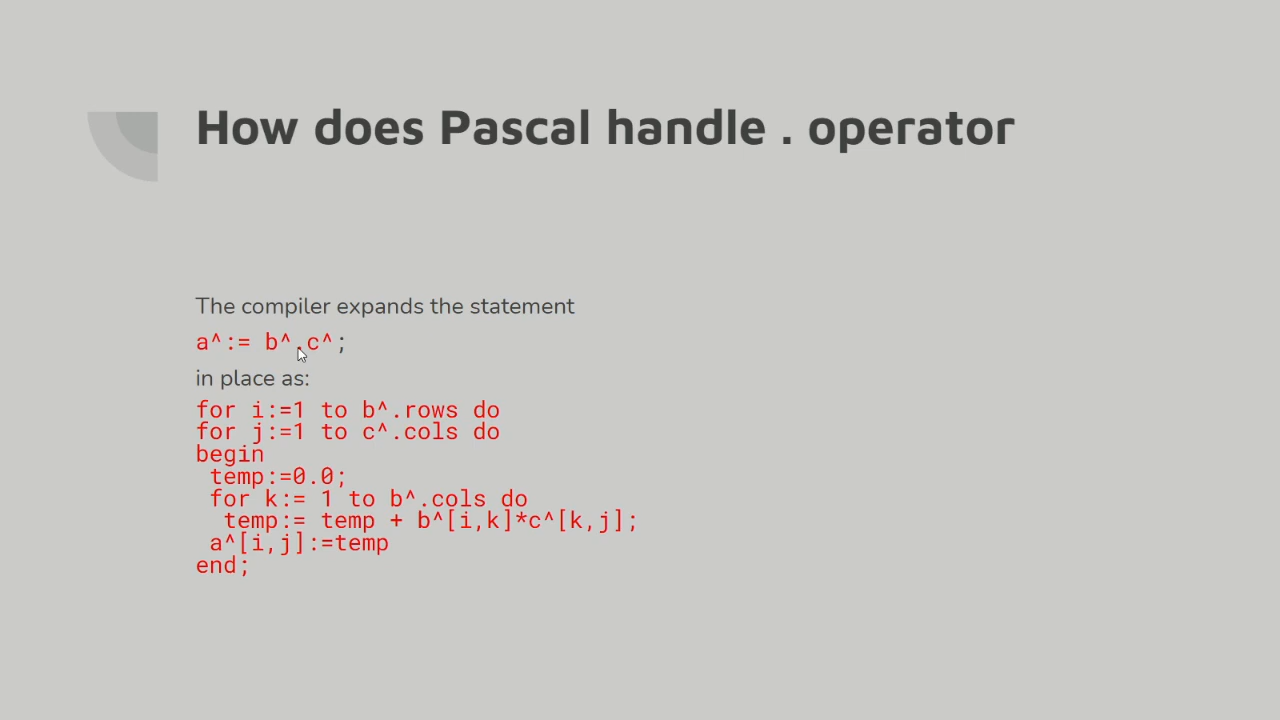 How does Pascal handle . operator
The compiler expands the statement
a^:= b^.c^;
in place as:
for i:=1 to b^.rows do
for j:=1 to c^.cols do
begin
 temp:=0.0;
 for k:= 1 to b^.cols do
  temp:= temp + b^[i,k]*c^[k,j];
 a^[i,j]:=temp
end;